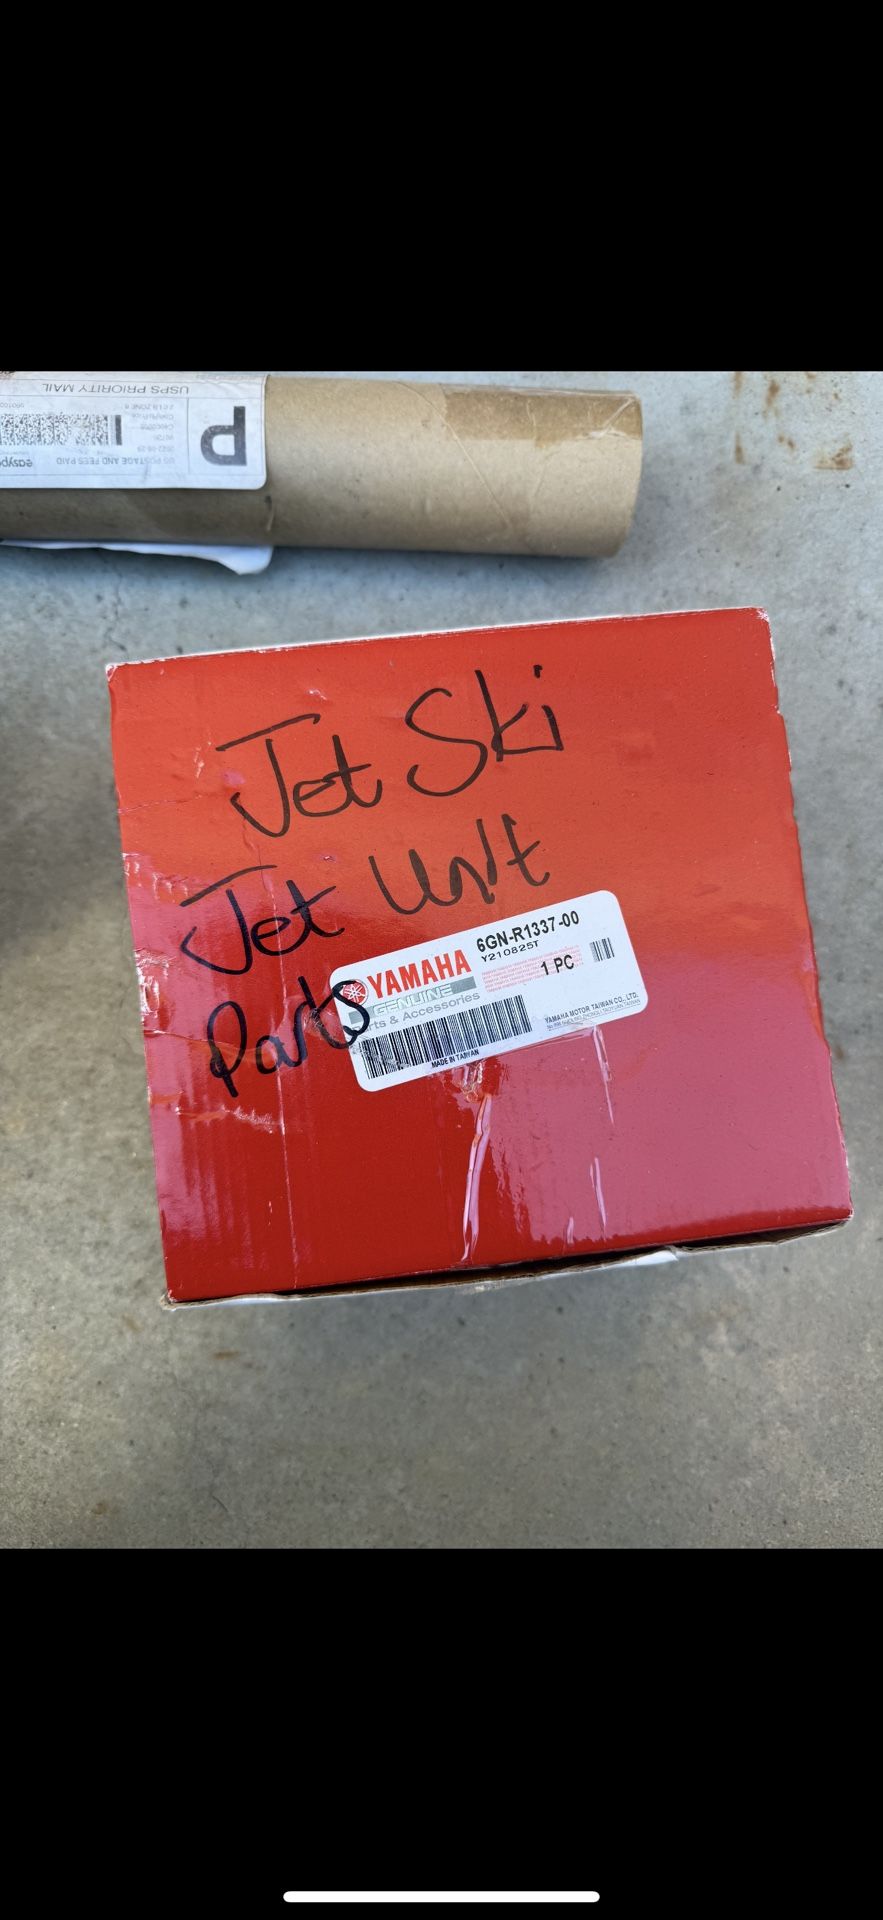 USPS PRIORITY MAIL
P
US POSTAGE AND FEES PAID
easyp
Jet Ski
Jet Unit
Parts
6GN-R1337-00
Y210825T
YAMAHA
1 PC
GENUINE
Parts & Accessories
MADE IN TAIWAN
YAMAHA MOTOR TAIWAN CO., LTD.